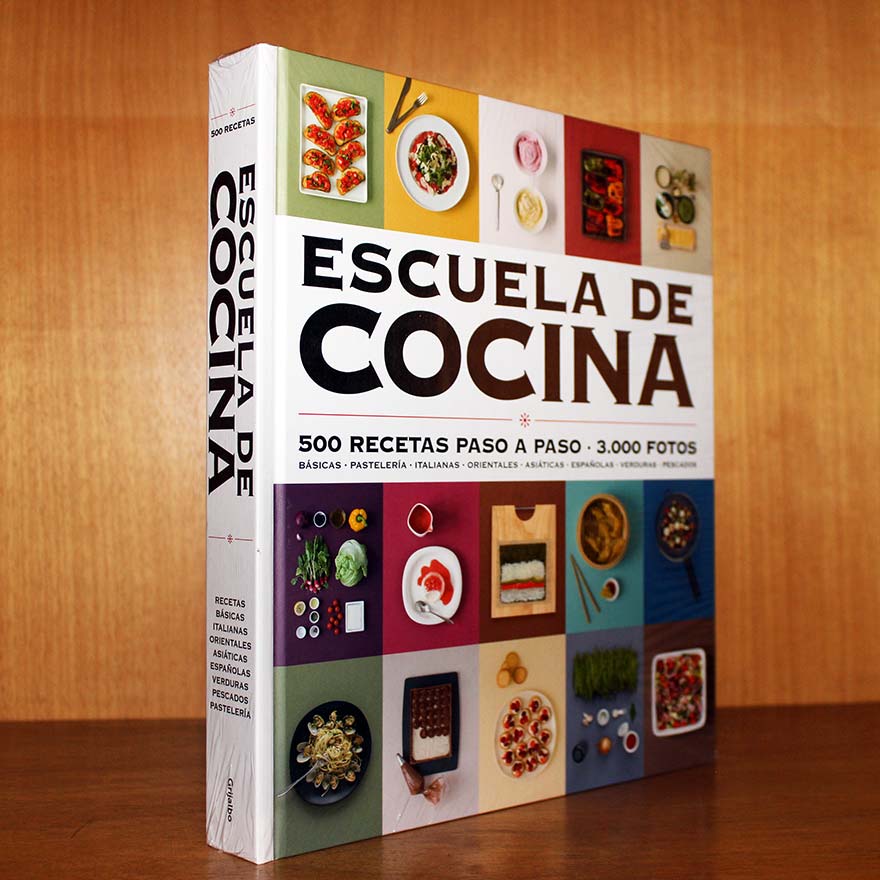 500 RECETAS
ESCUELA DE
COCINA
RECETAS
BÁSICAS
ITALIANAS
ORIENTALES
ASIÁTICAS
ESPAÑOLAS
VERDURAS
PESCADOS
PASTELERÍA
Grijalbo
ESCUELA DE
COCINA
500 RECETAS PASO A PASO · 3.000 FOTOS
BÁSICAS · PASTELERÍA · ITALIANAS · ORIENTALES · ASIÁTICAS · ESPAÑOLAS · VERDURAS · PESCADOS